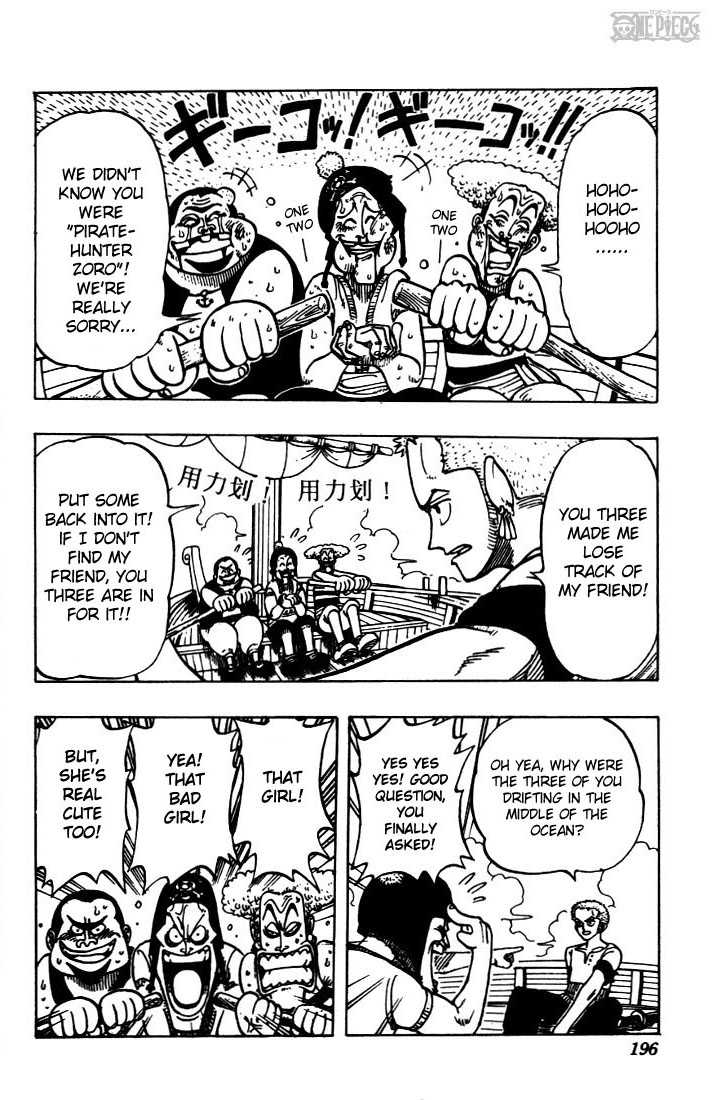 ワンピース
ONE PIECE
ギーコッ!ギーコッ!!
HOHO-
HOHO-
HOOHO
......
ONE
TWO
ONE
TWO
WE DIDN'T
KNOW YOU
WERE
"PIRATE-
HUNTER
ZORO"!
WE'RE
REALLY
SORRY...
YOU THREE
MADE ME
LOSE
TRACK OF
MY FRIEND!
用力划！
用力划！
PUT SOME
BACK INTO IT!
IF I DON'T
FIND MY
FRIEND, YOU
THREE ARE IN
FOR IT!!
OH YEA, WHY WERE
THE THREE OF YOU
DRIFTING IN
THE MIDDLE OF THE
OCEAN?
YES YES
YES! GOOD
QUESTION,
YOU
FINALLY
ASKED!
THAT
GIRL!
YEA!
THAT
BAD
GIRL!
BUT,
SHE'S
REAL
CUTE
TOO!
196